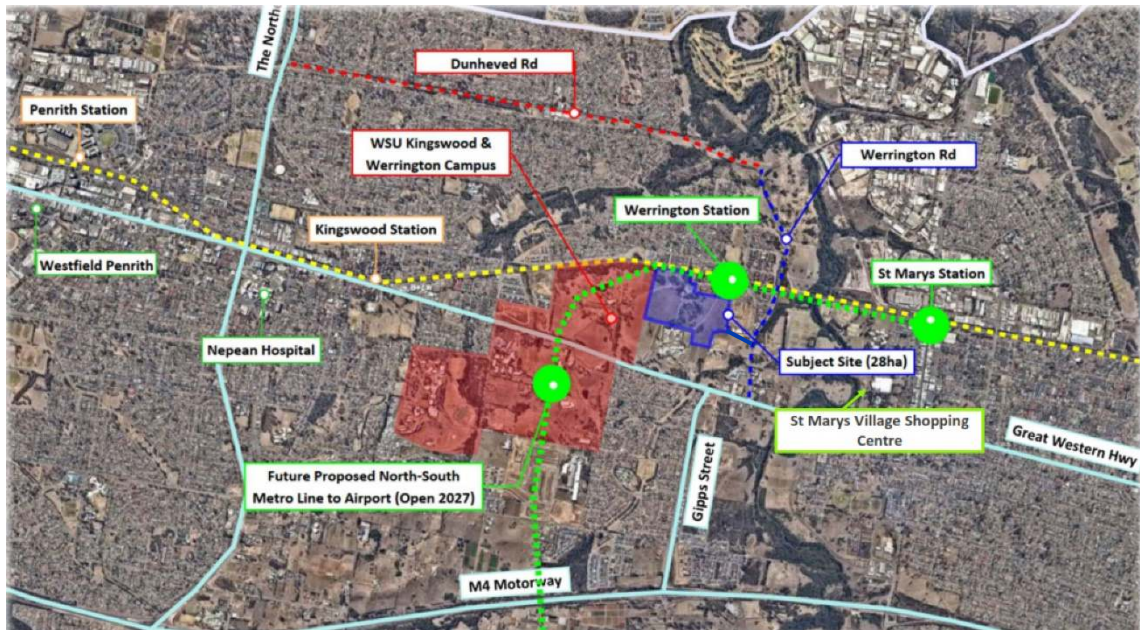 The North
Dunheved Rd
Penrith Station
WSU Kingswood &
Werrington Campus
Werrington Rd
Werrington Station
Kingswood Station
Westfield Penrith
St Marys Station
Nepean Hospital
Subject Site (28ha)
St Marys Village Shopping
Centre
Great Western Hwy
Future Proposed North-South
Metro Line to Airport (Open 2027)
Gipps Street
M4 Motorway